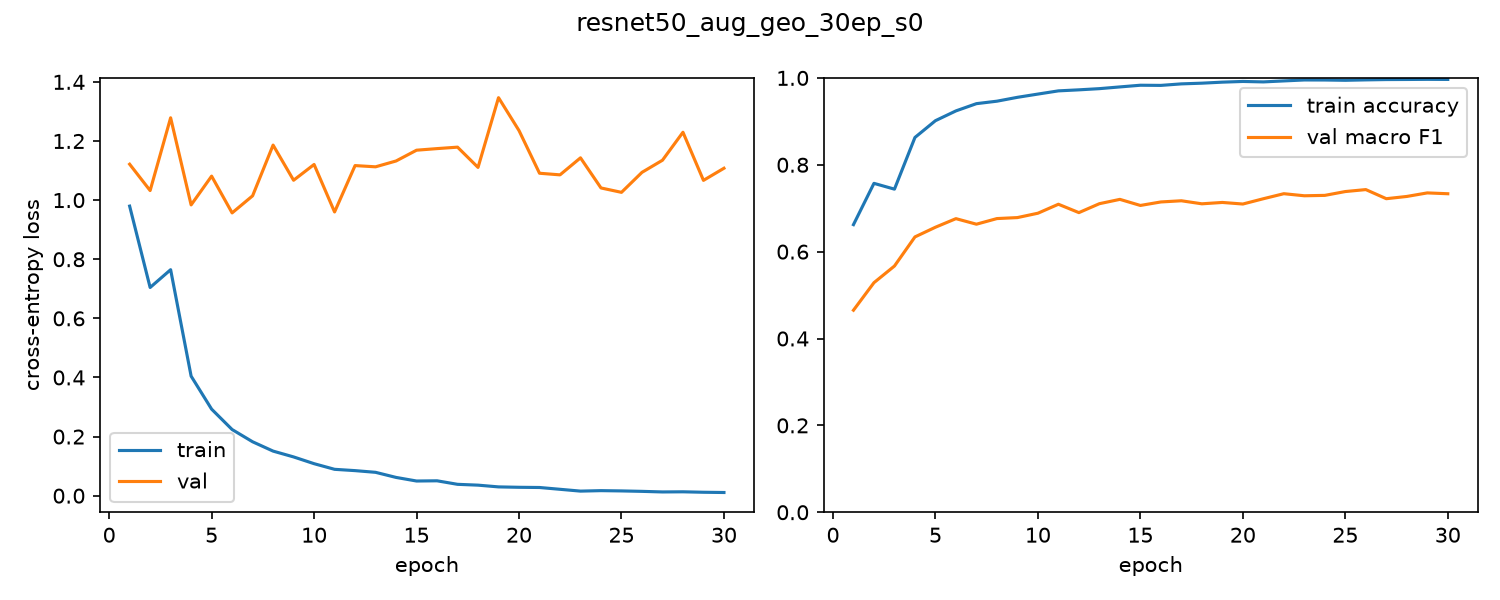 resnet50_aug_geo_30ep_s0
cross-entropy loss
1.4
1.2
1.0
0.8
0.6
0.4
0.2
0.0
train
val
0 5 10 15 20 25 30
epoch
1.0
0.8
0.6
0.4
0.2
0.0
train accuracy
val macro F1
0 5 10 15 20 25 30
epoch